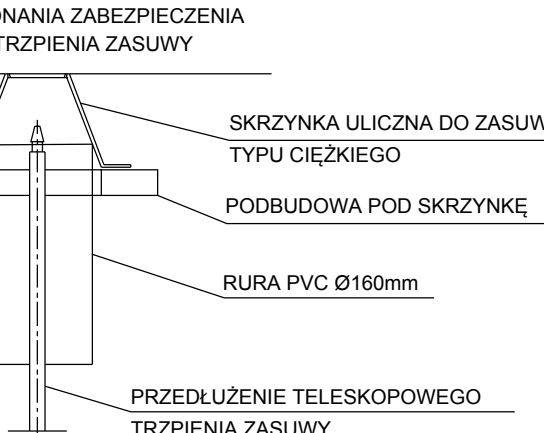 ONANIA ZABEZPIECZENIA
TRZPIENIA ZASUWY
SKRZYNKA ULICZNA DO ZASUW
TYPU CIĘŻKIEGO
PODBUDOWA POD SKRZYNKĘ
RURA PVC Ø160mm
PRZEDŁUŻENIE TELESKOPOWEGO
TRZPIENIA ZASUWY